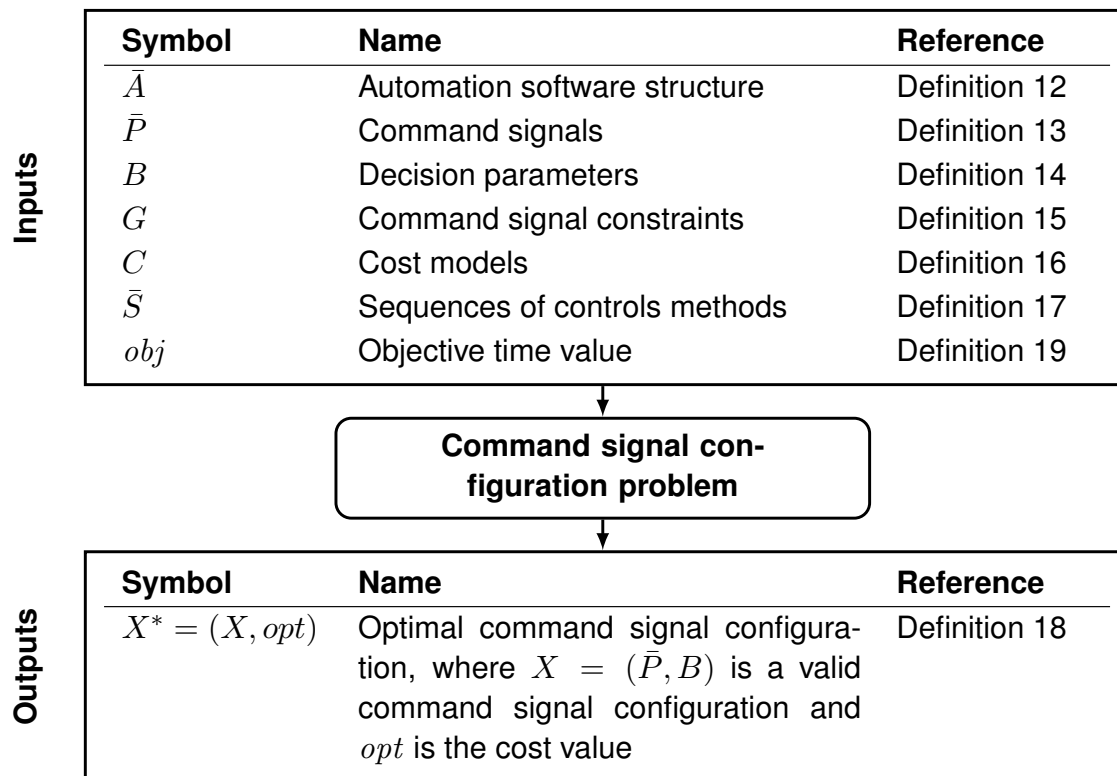 Inputs
Symbol Name Reference
Ā Automation software structure Definition 12
P̄ Command signals Definition 13
B Decision parameters Definition 14
G Command signal constraints Definition 15
C Cost models Definition 16
S̄ Sequences of controls methods Definition 17
obj Objective time value Definition 19
Command signal con-
figuration problem
Outputs
Symbol Name Reference
X* = (X, opt) Optimal command signal configura- Definition 18
tion, where X = (P̄, B) is a valid
command signal configuration and
opt is the cost value